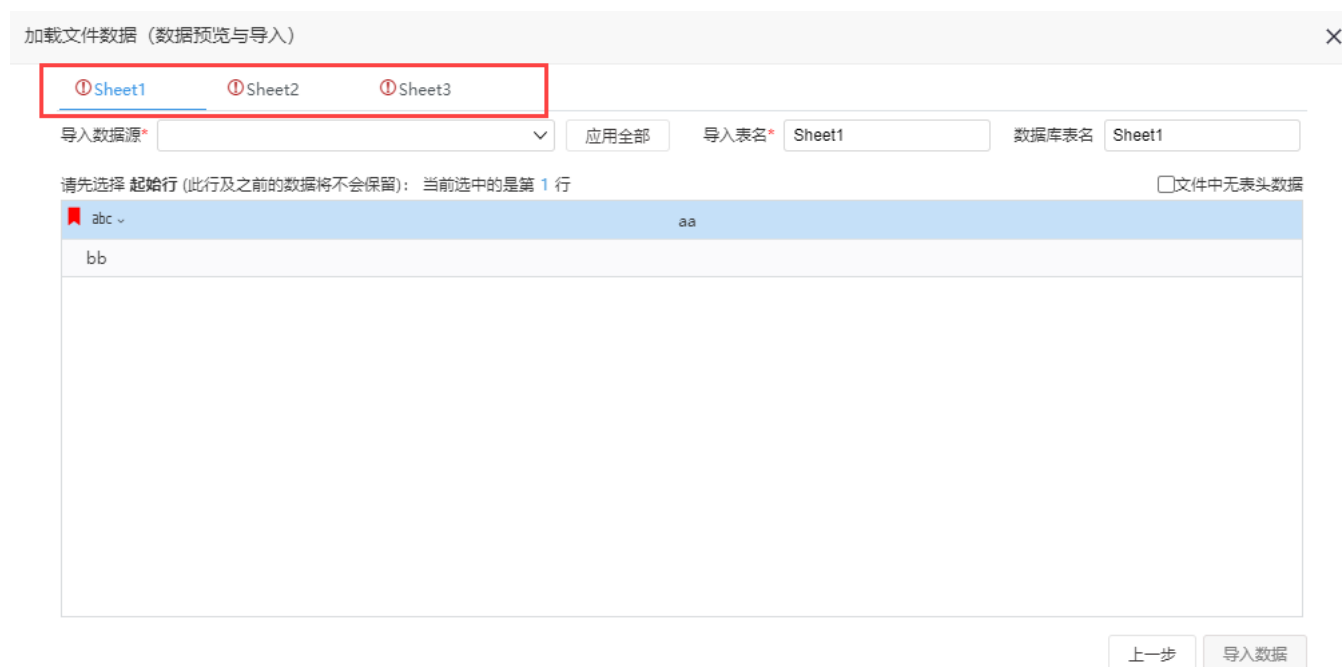 加载文件数据（数据预览与导入）
Sheet1 Sheet2 Sheet3
导入数据源* 应用全部 导入表名* Sheet1 数据库表名 Sheet1
请先选择 起始行 (此行及之前的数据将不会保留)： 当前选中的是第 1 行 文件中无表头数据
abc aa
bb
上一步 导入数据